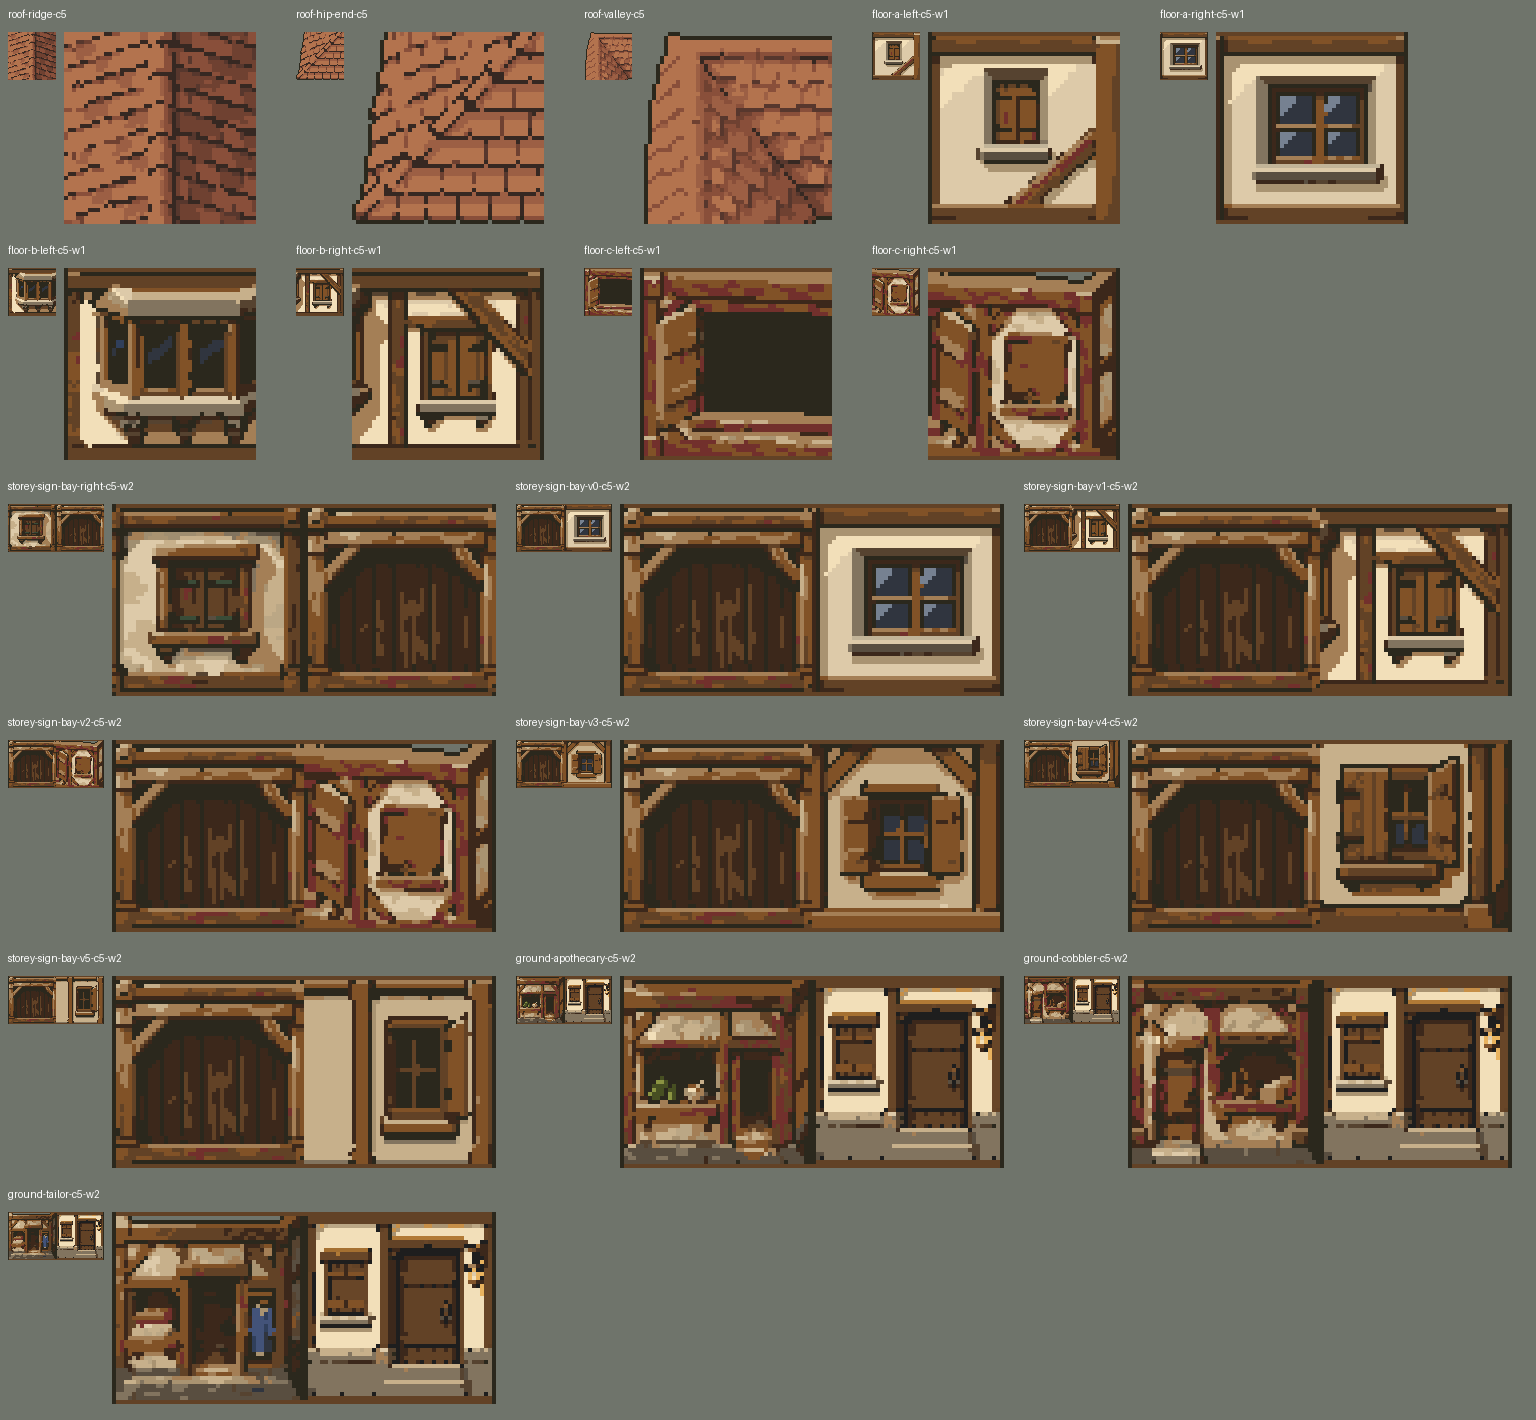 roof-ridge-c5
roof-hip-end-c5
roof-valley-c5
floor-a-left-c5-w1
floor-a-right-c5-w1
floor-b-left-c5-w1
floor-b-right-c5-w1
floor-c-left-c5-w1
floor-c-right-c5-w1
storey-sign-bay-right-c5-w2
storey-sign-bay-v0-c5-w2
storey-sign-bay-v1-c5-w2
storey-sign-bay-v2-c5-w2
storey-sign-bay-v3-c5-w2
storey-sign-bay-v4-c5-w2
storey-sign-bay-v5-c5-w2
ground-apothecary-c5-w2
ground-cobbler-c5-w2
ground-tailor-c5-w2